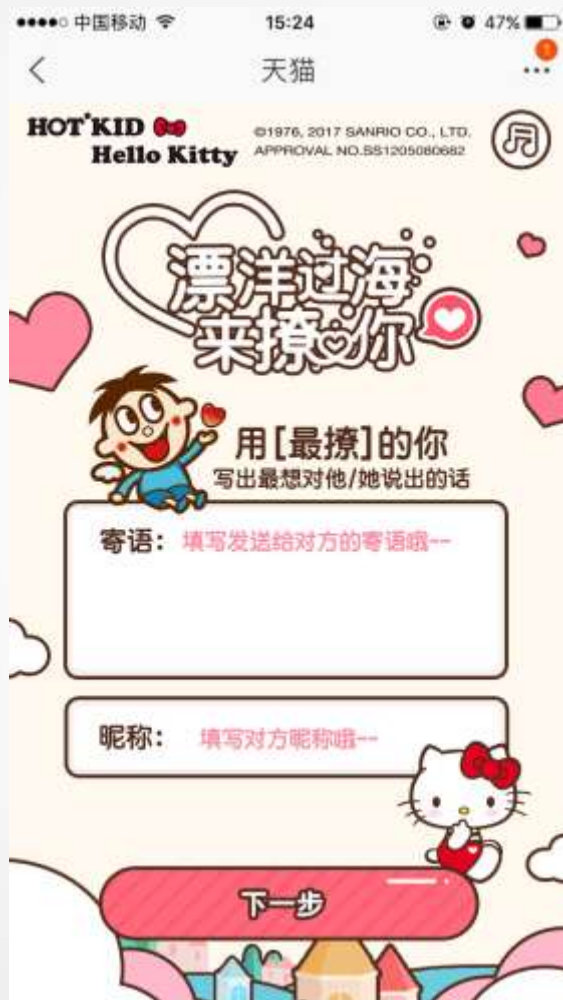 中国移动 15:24 47%
天猫
1
HOT KID
Hello Kitty
©1976, 2017 SANRIO CO., LTD.
APPROVAL NO.SS1205080682
漂洋过海
来撩你
用[最撩]的你
写出最想对他/她说出的话
寄语: 填写发送给对方的寄语哦~~
昵称: 填写对方昵称哦~~
下一步